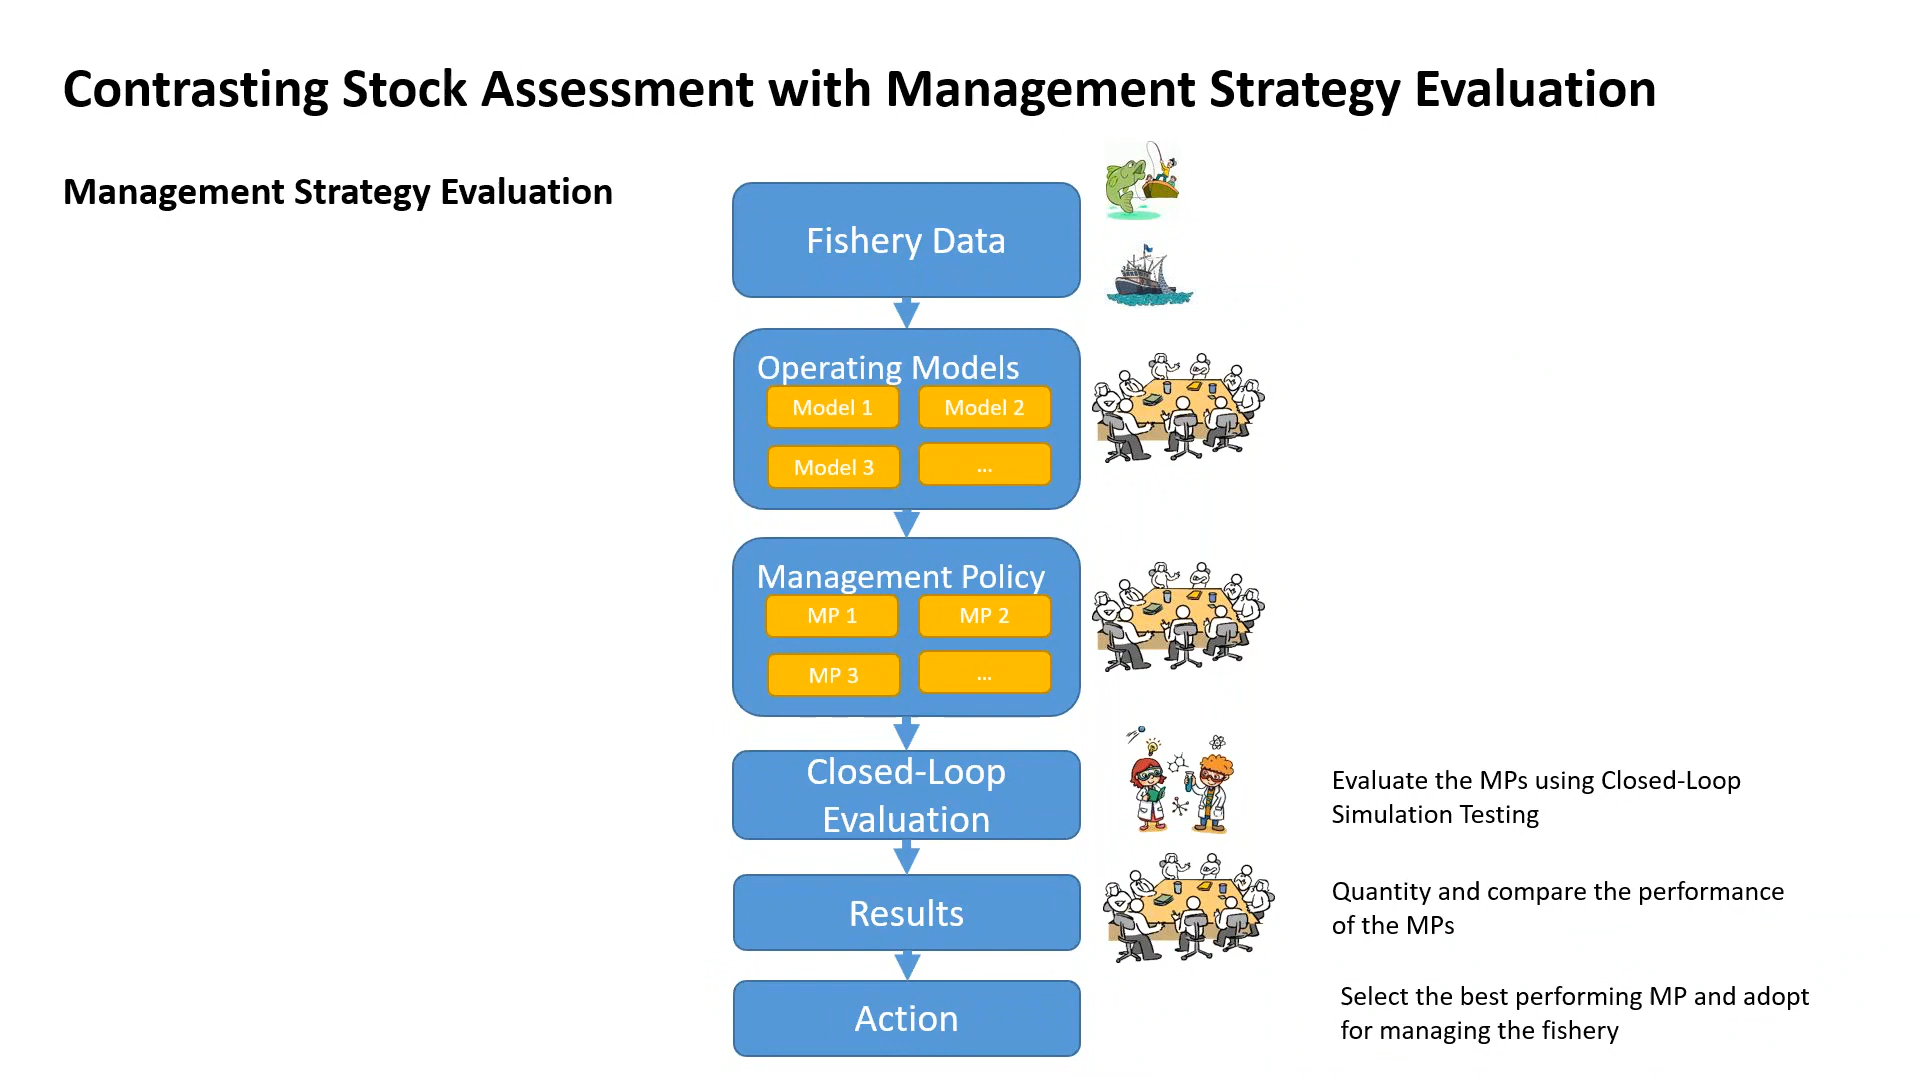 Contrasting Stock Assessment with Management Strategy Evaluation
Management Strategy Evaluation
Fishery Data
Operating Models
Model 1
Model 2
Model 3
...
Management Policy
MP 1
MP 2
MP 3
...
Closed-Loop
Evaluation
Evaluate the MPs using Closed-Loop
Simulation Testing
Results
Quantity and compare the performance
of the MPs
Action
Select the best performing MP and adopt
for managing the fishery